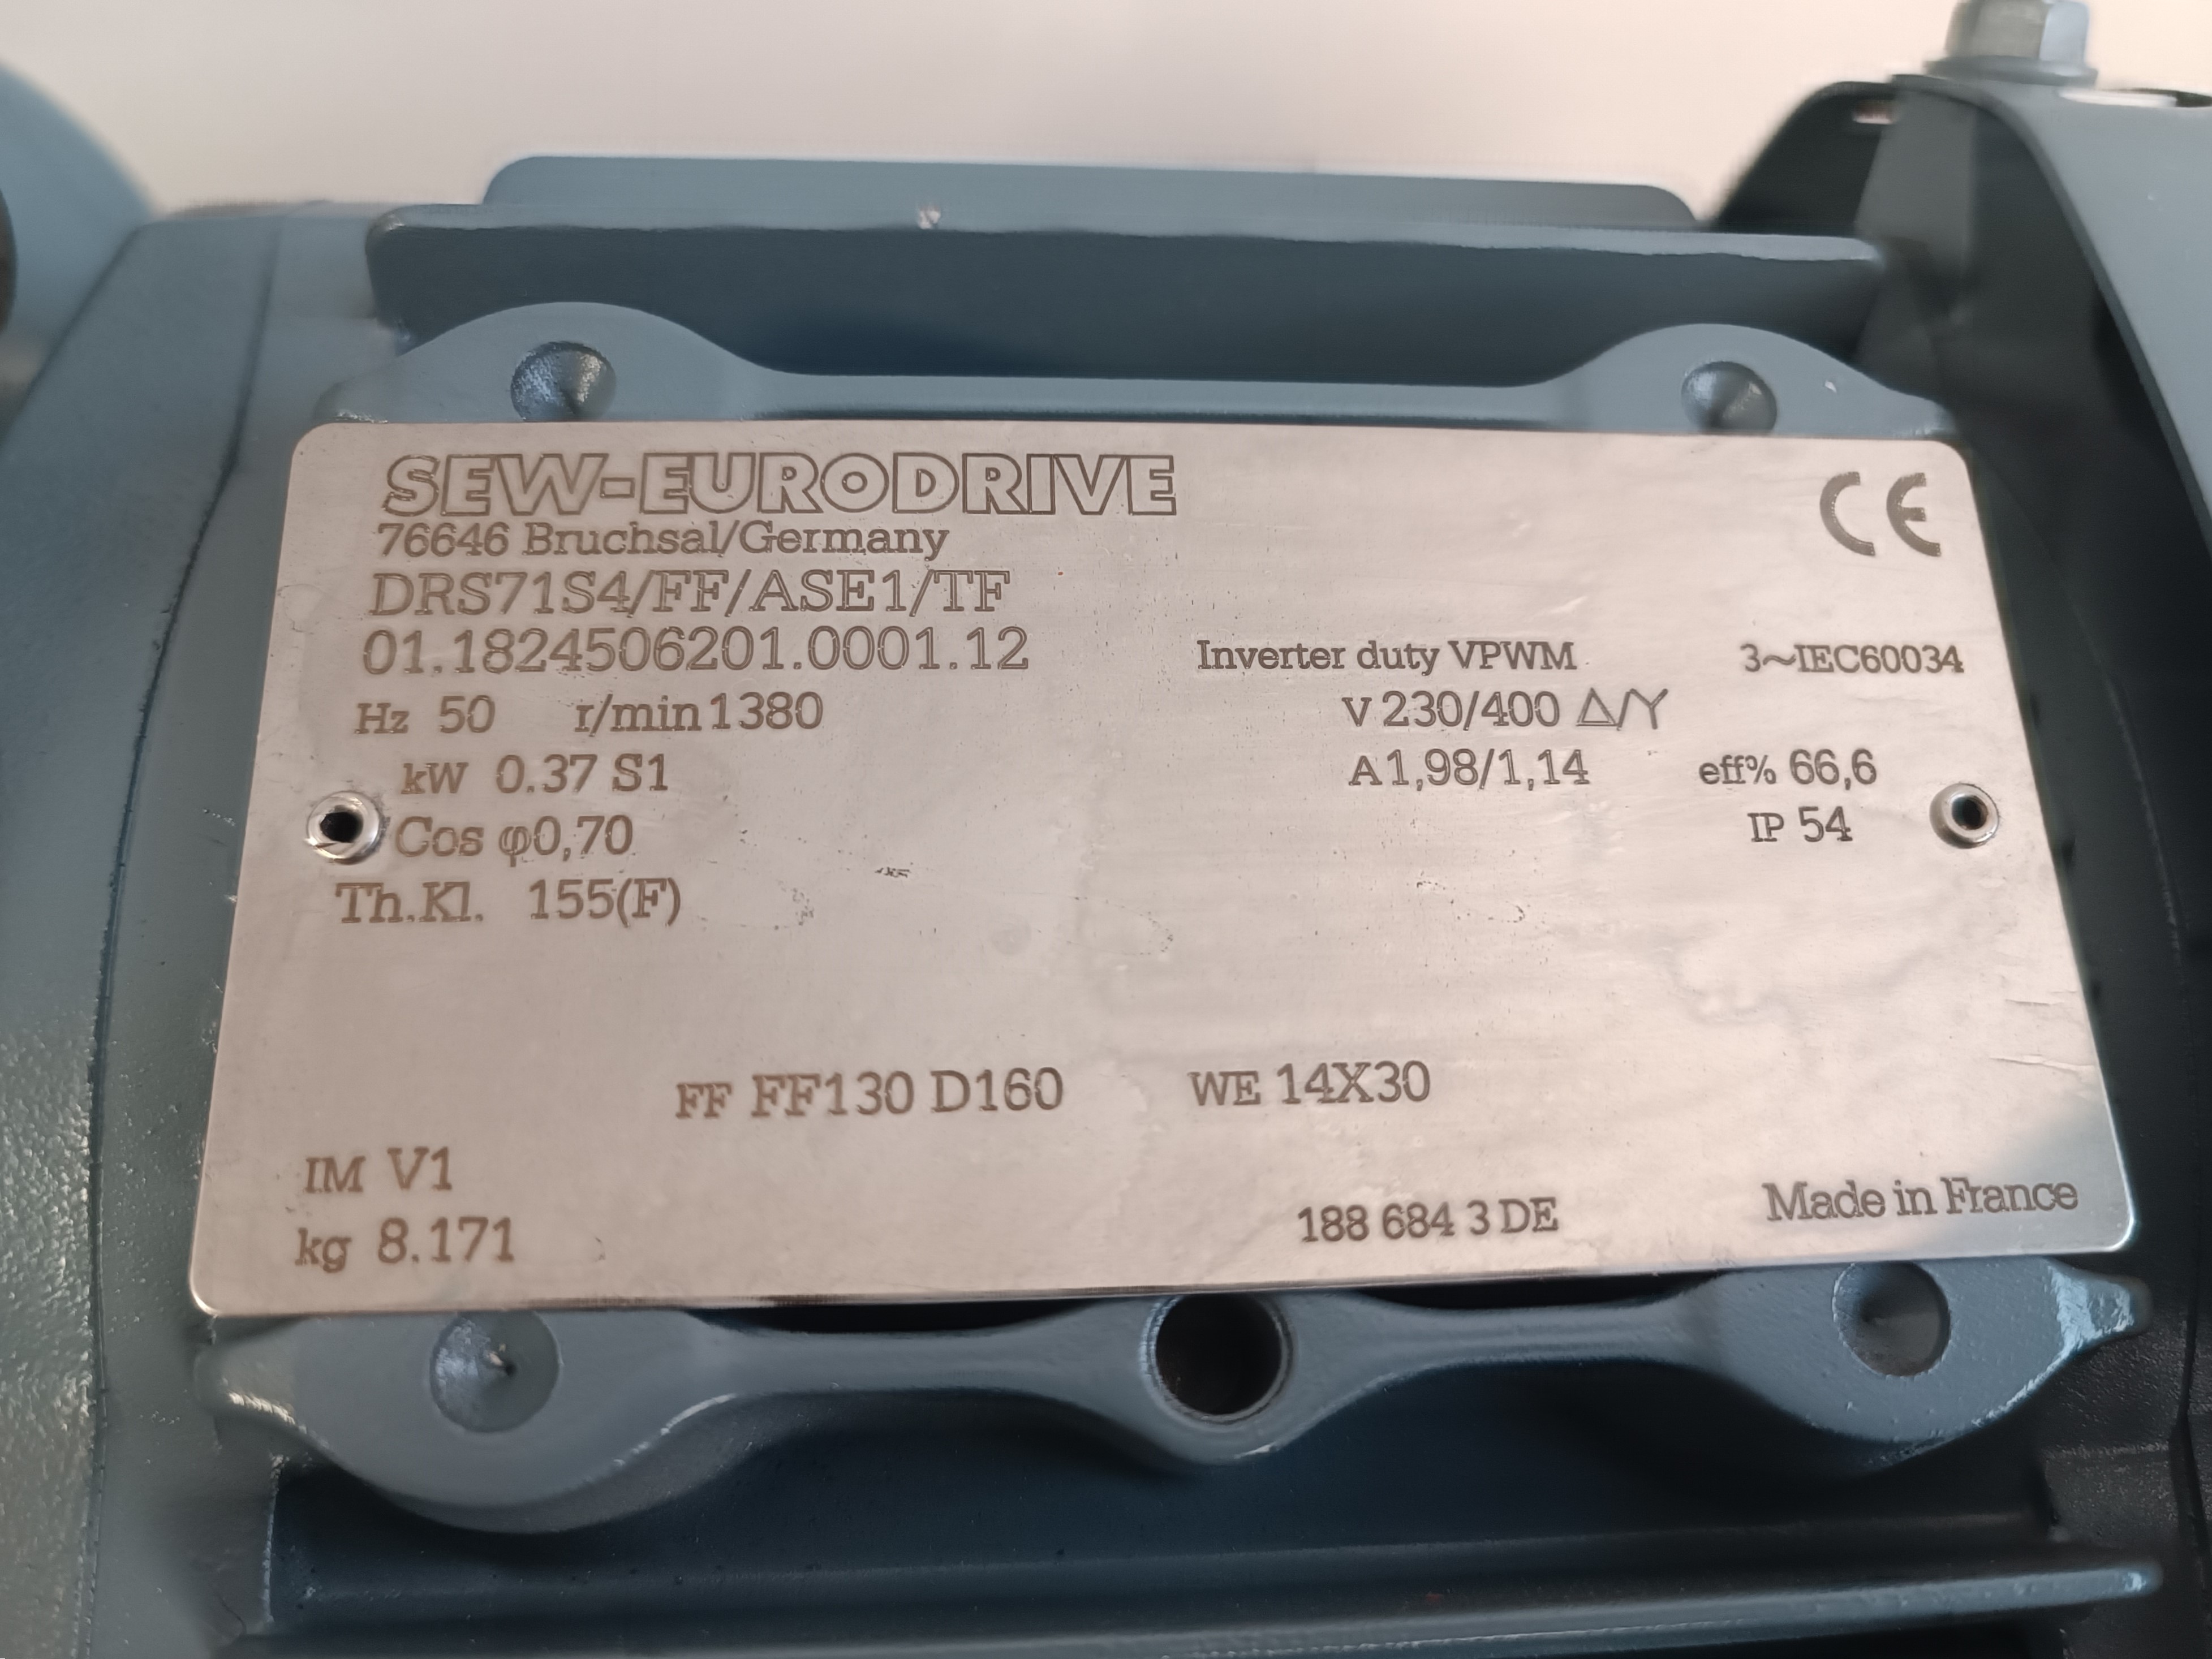 SEW-EURODRIVE
CE
76646 Bruchsal/Germany
DRS71S4/FF/ASE1/TF
01.1824506201.0001.12 Inverter duty VPWM 3~IEC60034
Hz 50 r/min 1380 V 230/400 △/Y
kW 0.37 S1 A 1,98/1,14 eff% 66,6
Cos φ 0,70 IP 54
Th.Kl. 155(F)
FF FF130 D160 WE 14X30
IM V1
kg 8.171 188 684 3 DE Made in France